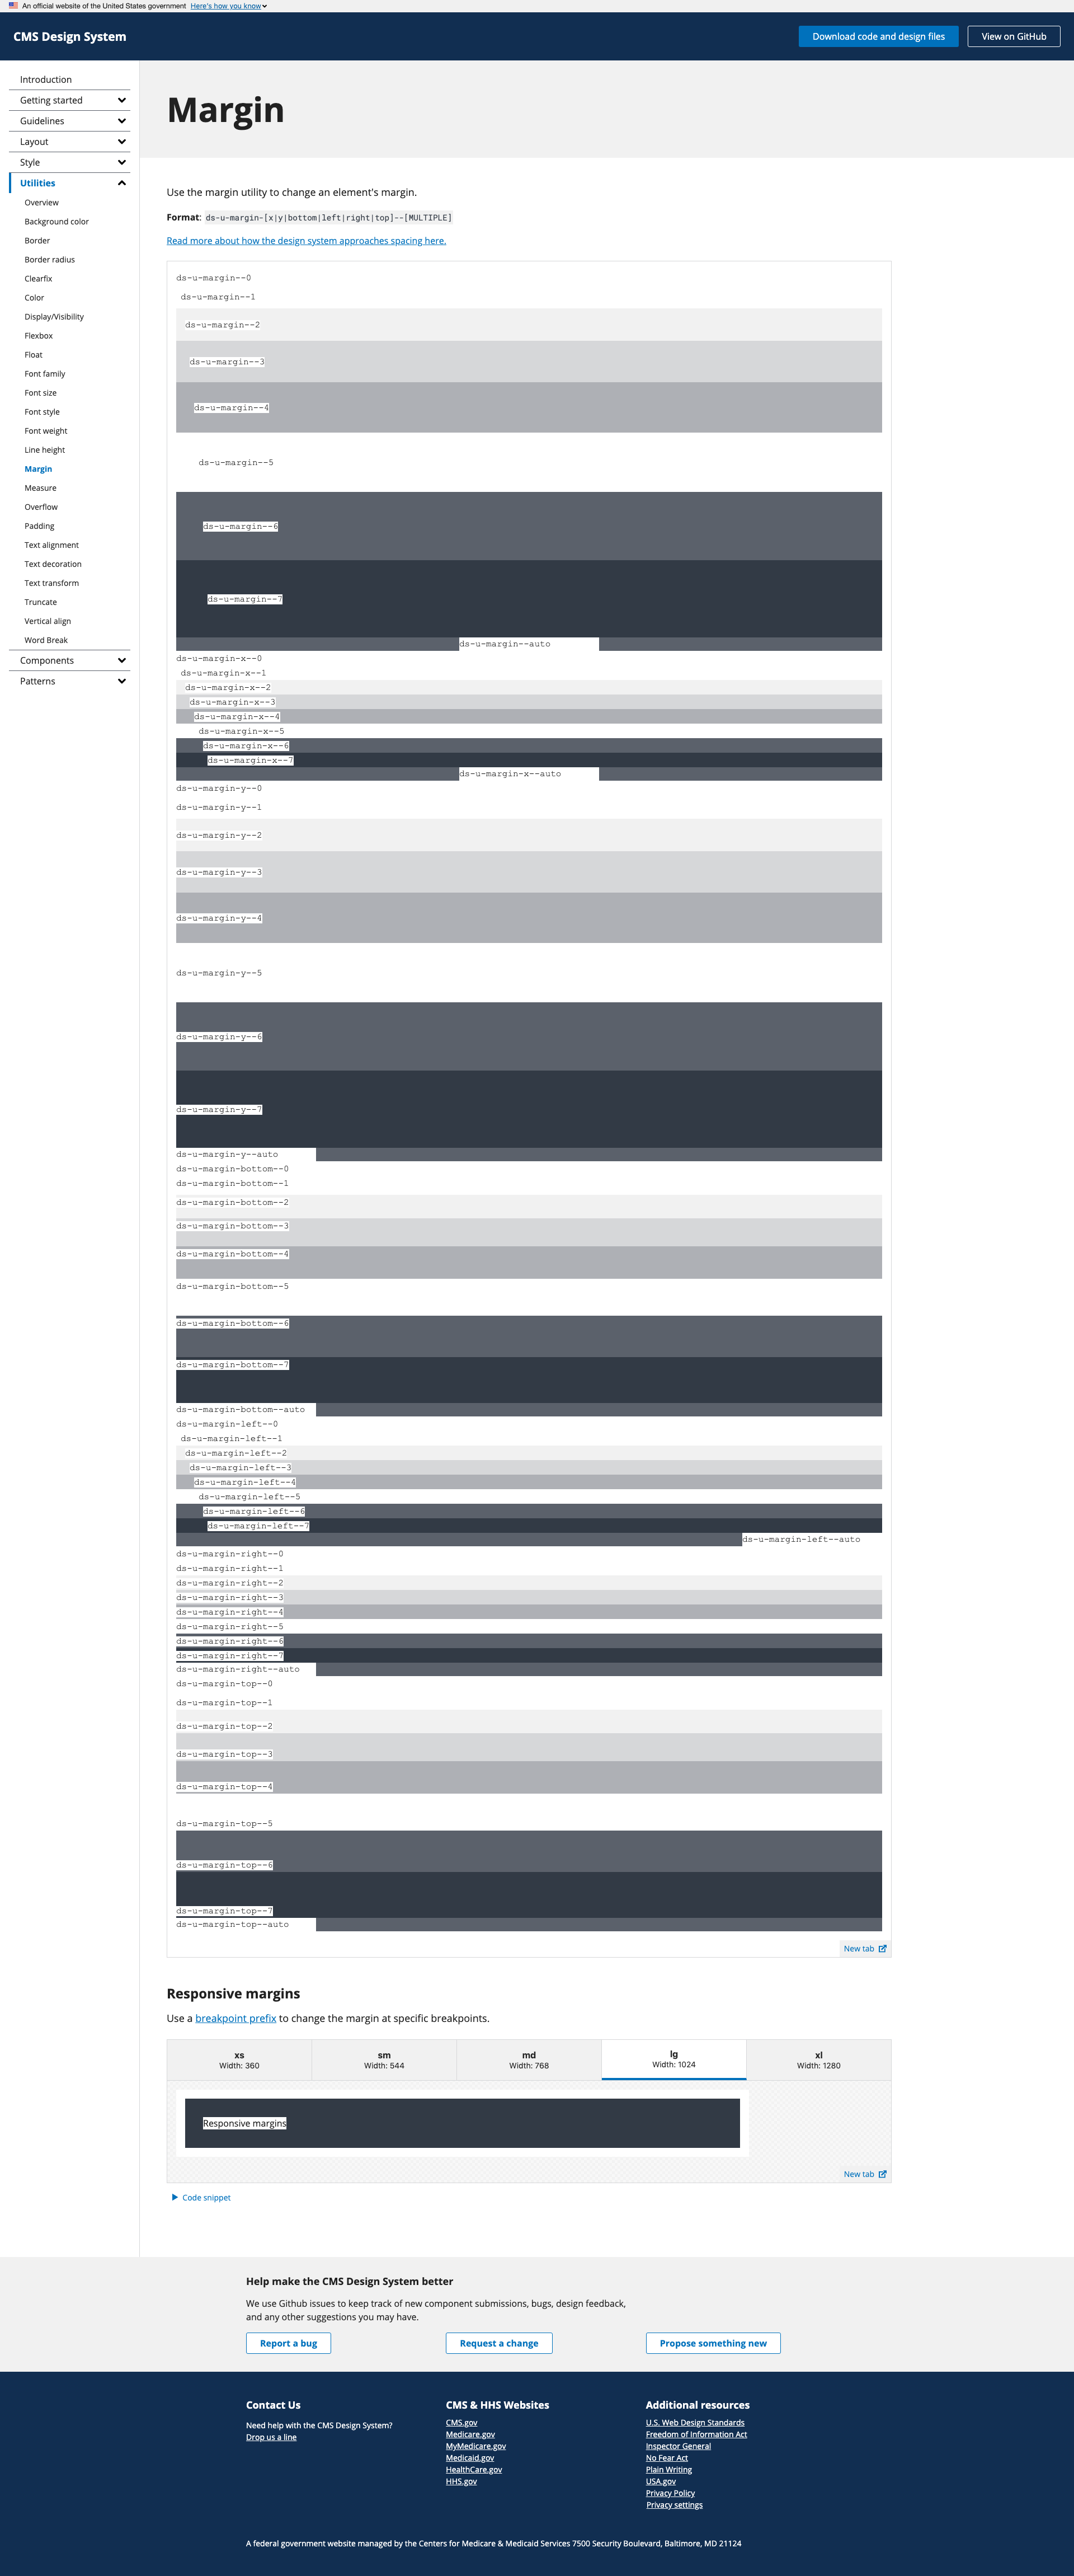 An official website of the United States government Here's how you know
CMS Design System
Download code and design files
View on GitHub
Introduction
Getting started
Guidelines
Layout
Style
Utilities
Overview
Background color
Border
Border radius
Clearfix
Color
Display/Visibility
Flexbox
Float
Font family
Font size
Font style
Font weight
Line height
Margin
Measure
Overflow
Padding
Text alignment
Text decoration
Text transform
Truncate
Vertical align
Word Break
Components
Patterns
Margin
Use the margin utility to change an element's margin.
Format: ds-u-margin-[x|y|bottom|left|right|top]--[MULTIPLE]
Read more about how the design system approaches spacing here.
ds-u-margin--0
ds-u-margin--1
ds-u-margin--2
ds-u-margin--3
ds-u-margin--4
ds-u-margin--5
ds-u-margin--6
ds-u-margin--7
ds-u-margin--auto
ds-u-margin-x--0
ds-u-margin-x--1
ds-u-margin-x--2
ds-u-margin-x--3
ds-u-margin-x--4
ds-u-margin-x--5
ds-u-margin-x--6
ds-u-margin-x--7
ds-u-margin-x--auto
ds-u-margin-y--0
ds-u-margin-y--1
ds-u-margin-y--2
ds-u-margin-y--3
ds-u-margin-y--4
ds-u-margin-y--5
ds-u-margin-y--6
ds-u-margin-y--7
ds-u-margin-y--auto
ds-u-margin-bottom--0
ds-u-margin-bottom--1
ds-u-margin-bottom--2
ds-u-margin-bottom--3
ds-u-margin-bottom--4
ds-u-margin-bottom--5
ds-u-margin-bottom--6
ds-u-margin-bottom--7
ds-u-margin-bottom--auto
ds-u-margin-left--0
ds-u-margin-left--1
ds-u-margin-left--2
ds-u-margin-left--3
ds-u-margin-left--4
ds-u-margin-left--5
ds-u-margin-left--6
ds-u-margin-left--7
ds-u-margin-left--auto
ds-u-margin-right--0
ds-u-margin-right--1
ds-u-margin-right--2
ds-u-margin-right--3
ds-u-margin-right--4
ds-u-margin-right--5
ds-u-margin-right--6
ds-u-margin-right--7
ds-u-margin-right--auto
ds-u-margin-top--0
ds-u-margin-top--1
ds-u-margin-top--2
ds-u-margin-top--3
ds-u-margin-top--4
ds-u-margin-top--5
ds-u-margin-top--6
ds-u-margin-top--7
ds-u-margin-top--auto
New tab
Responsive margins
Use a breakpoint prefix to change the margin at specific breakpoints.
xs
Width: 360
sm
Width: 544
md
Width: 768
lg
Width: 1024
xl
Width: 1280
Responsive margins
New tab
Code snippet
Help make the CMS Design System better
We use Github issues to keep track of new component submissions, bugs, design feedback,
and any other suggestions you may have.
Report a bug
Request a change
Propose something new
Contact Us
Need help with the CMS Design System?
Drop us a line
CMS & HHS Websites
CMS.gov
Medicare.gov
MyMedicare.gov
Medicaid.gov
HealthCare.gov
HHS.gov
Additional resources
U.S. Web Design Standards
Freedom of Information Act
Inspector General
No Fear Act
Plain Writing
USA.gov
Privacy Policy
Privacy settings
A federal government website managed by the Centers for Medicare & Medicaid Services 7500 Security Boulevard, Baltimore, MD 21124